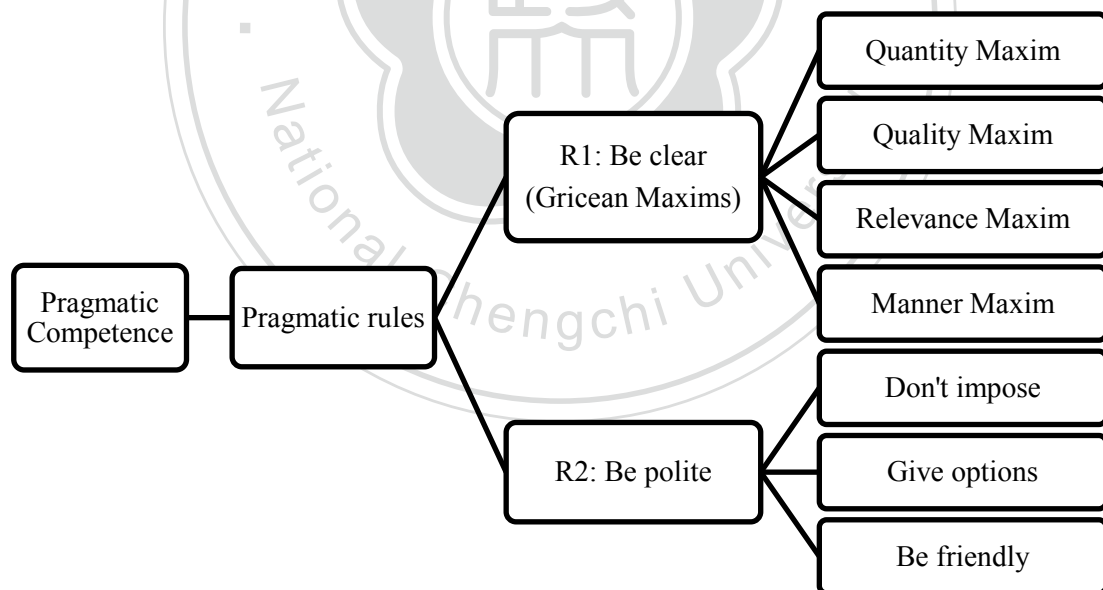 Pragmatic
Competence
Pragmatic rules
R1: Be clear
(Gricean Maxims)
R2: Be polite
Quantity Maxim
Quality Maxim
Relevance Maxim
Manner Maxim
Don't impose
Give options
Be friendly
National Chengchi University